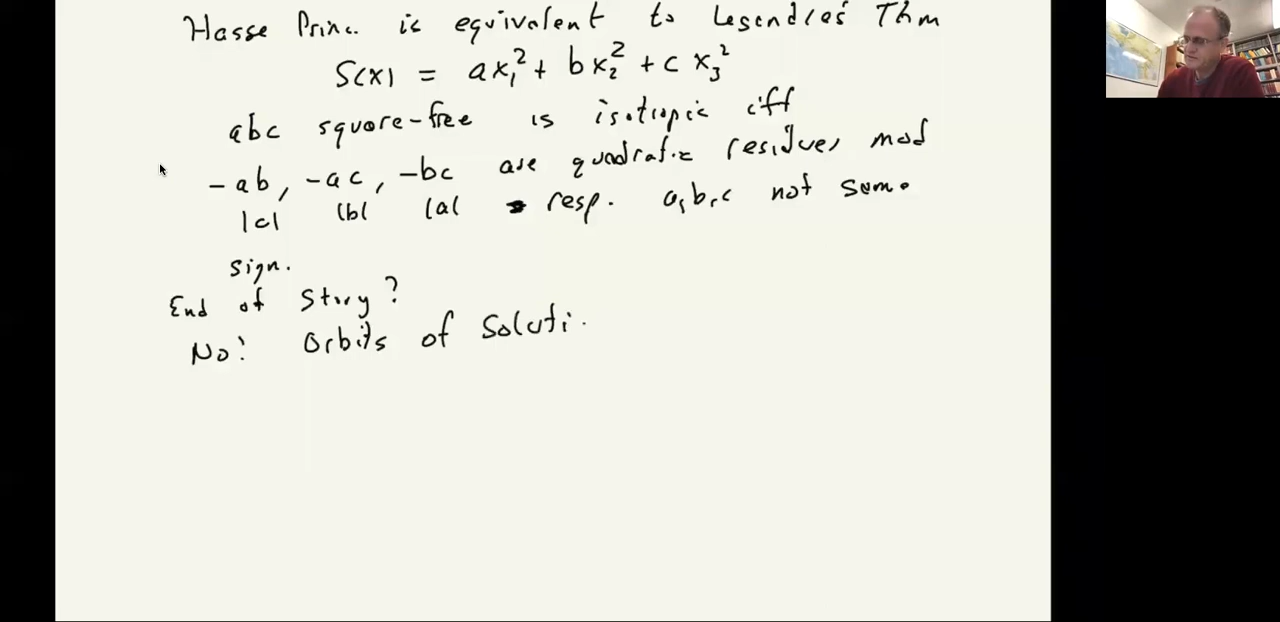 Hasse Princ. is equivalent to Legendres Thm
S(x) = ax₁² + bx₂² + cx₃²
abc square-free is isotropic iff
-ab, -ac, -bc are quadratic residues mod
|c| |b| |a| resp. a,b,c not same
sign.
End of Story?
No! Orbits of Soluti